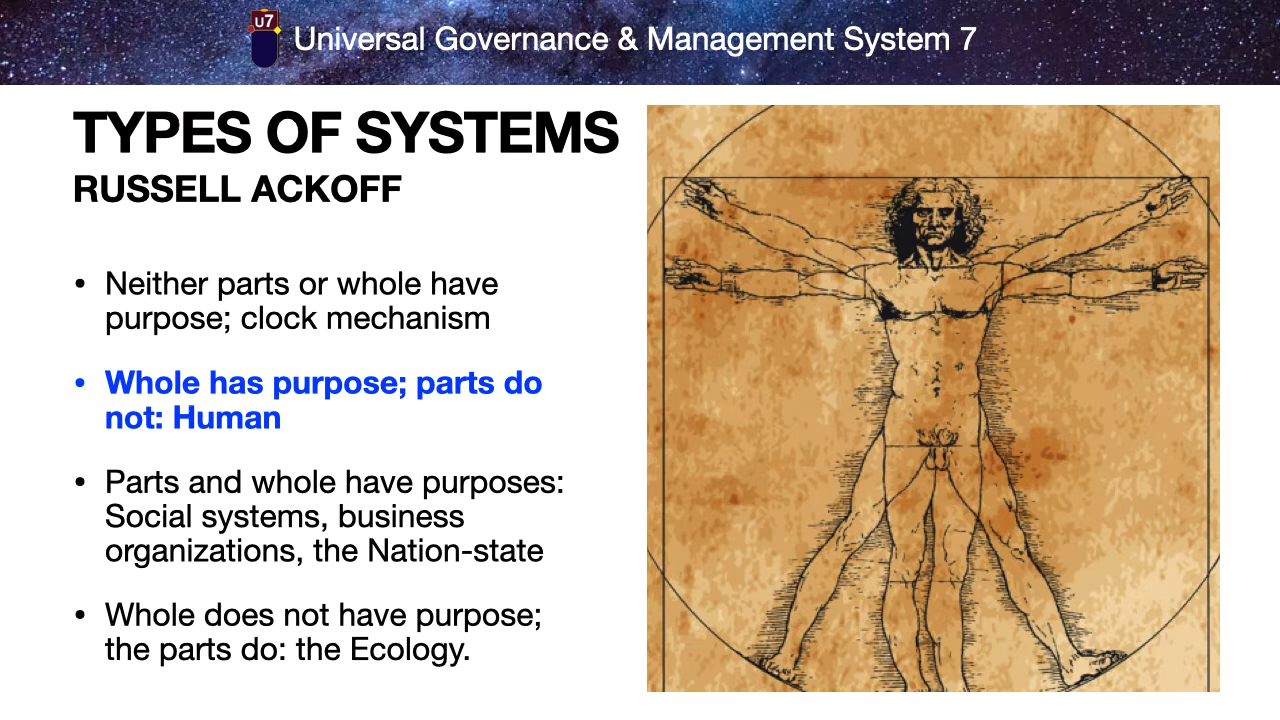 U7
Universal Governance & Management System 7
TYPES OF SYSTEMS
RUSSELL ACKOFF
• Neither parts or whole have
purpose; clock mechanism
• Whole has purpose; parts do
not: Human
• Parts and whole have purposes:
Social systems, business
organizations, the Nation-state
• Whole does not have purpose;
the parts do: the Ecology.